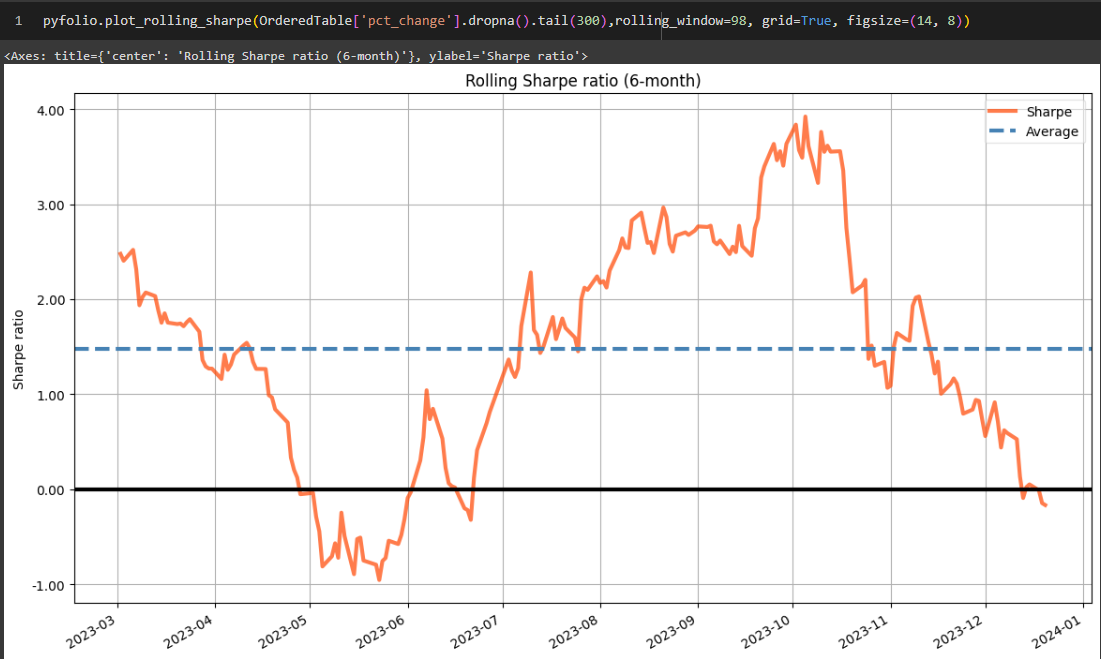 1 pyfolio.plot_rolling_sharpe(OrderedTable['pct_change'].dropna().tail(300),rolling_window=98, grid=True, figsize=(14, 8))
<Axes: title={'center': 'Rolling Sharpe ratio (6-month)'}, ylabel='Sharpe ratio'>
Rolling Sharpe ratio (6-month)
Sharpe
Average
4.00
3.00
2.00
1.00
0.00
-1.00
Sharpe ratio
2023-03
2023-04
2023-05
2023-06
2023-07
2023-08
2023-09
2023-10
2023-11
2023-12
2024-01